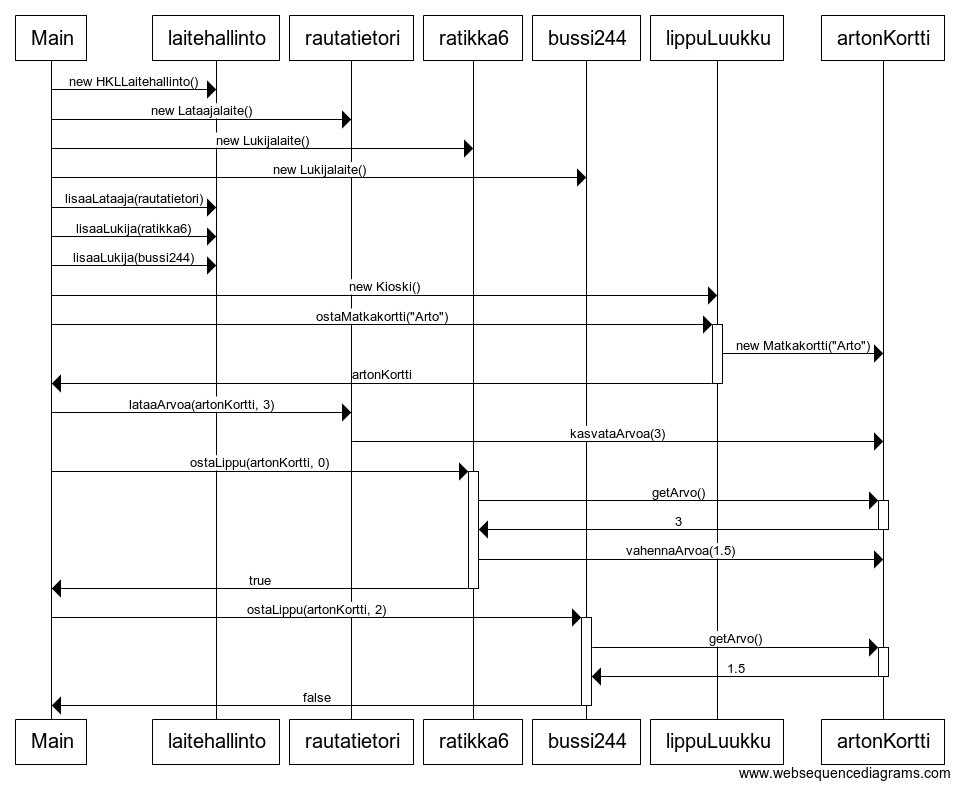 Main laitehallinto rautatietori ratikka6 bussi244 lippuLuukku artonKortti
new HKLLaitehallinto()
new Lataajalaite()
new Lukijalaite()
new Lukijalaite()
lisaaLataaja(rautatietori)
lisaaLukija(ratikka6)
lisaaLukija(bussi244)
new Kioski()
ostaMatkakortti("Arto")
new Matkakortti("Arto")
artonKortti
lataaArvoa(artonKortti, 3)
kasvataArvoa(3)
ostaLippu(artonKortti, 0)
getArvo()
3
vahennaArvoa(1.5)
true
ostaLippu(artonKortti, 2)
getArvo()
1.5
false
Main laitehallinto rautatietori ratikka6 bussi244 lippuLuukku artonKortti
www.websequencediagrams.com